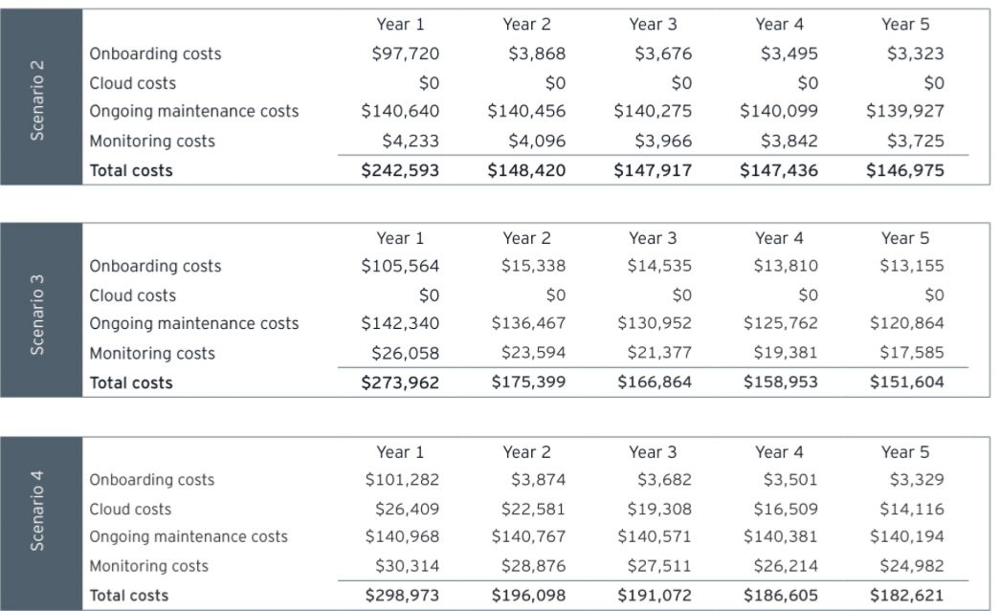 Scenario 2
Year 1 Year 2 Year 3 Year 4 Year 5
Onboarding costs $97,720 $3,868 $3,676 $3,495 $3,323
Cloud costs $0 $0 $0 $0 $0
Ongoing maintenance costs $140,640 $140,456 $140,275 $140,099 $139,927
Monitoring costs $4,233 $4,096 $3,966 $3,842 $3,725
Total costs $242,593 $148,420 $147,917 $147,436 $146,975
Scenario 3
Year 1 Year 2 Year 3 Year 4 Year 5
Onboarding costs $105,564 $15,338 $14,535 $13,810 $13,155
Cloud costs $0 $0 $0 $0 $0
Ongoing maintenance costs $142,340 $136,467 $130,952 $125,762 $120,864
Monitoring costs $26,058 $23,594 $21,377 $19,381 $17,585
Total costs $273,962 $175,399 $166,864 $158,953 $151,604
Scenario 4
Year 1 Year 2 Year 3 Year 4 Year 5
Onboarding costs $101,282 $3,874 $3,682 $3,501 $3,329
Cloud costs $26,409 $22,581 $19,308 $16,509 $14,116
Ongoing maintenance costs $140,968 $140,767 $140,571 $140,381 $140,194
Monitoring costs $30,314 $28,876 $27,511 $26,214 $24,982
Total costs $298,973 $196,098 $191,072 $186,605 $182,621